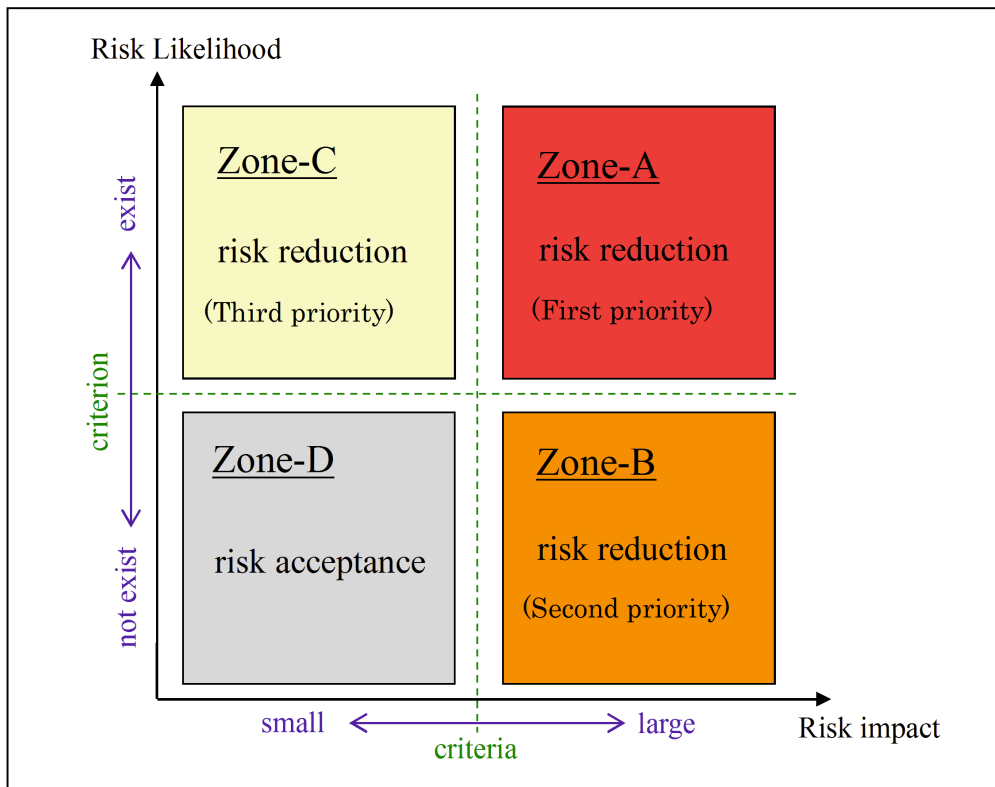 Risk Likelihood
Zone-C
risk reduction
(Third priority)
Zone-A
risk reduction
(First priority)
exist
criterion
not exist
Zone-D
risk acceptance
Zone-B
risk reduction
(Second priority)
small
large
criteria
Risk impact